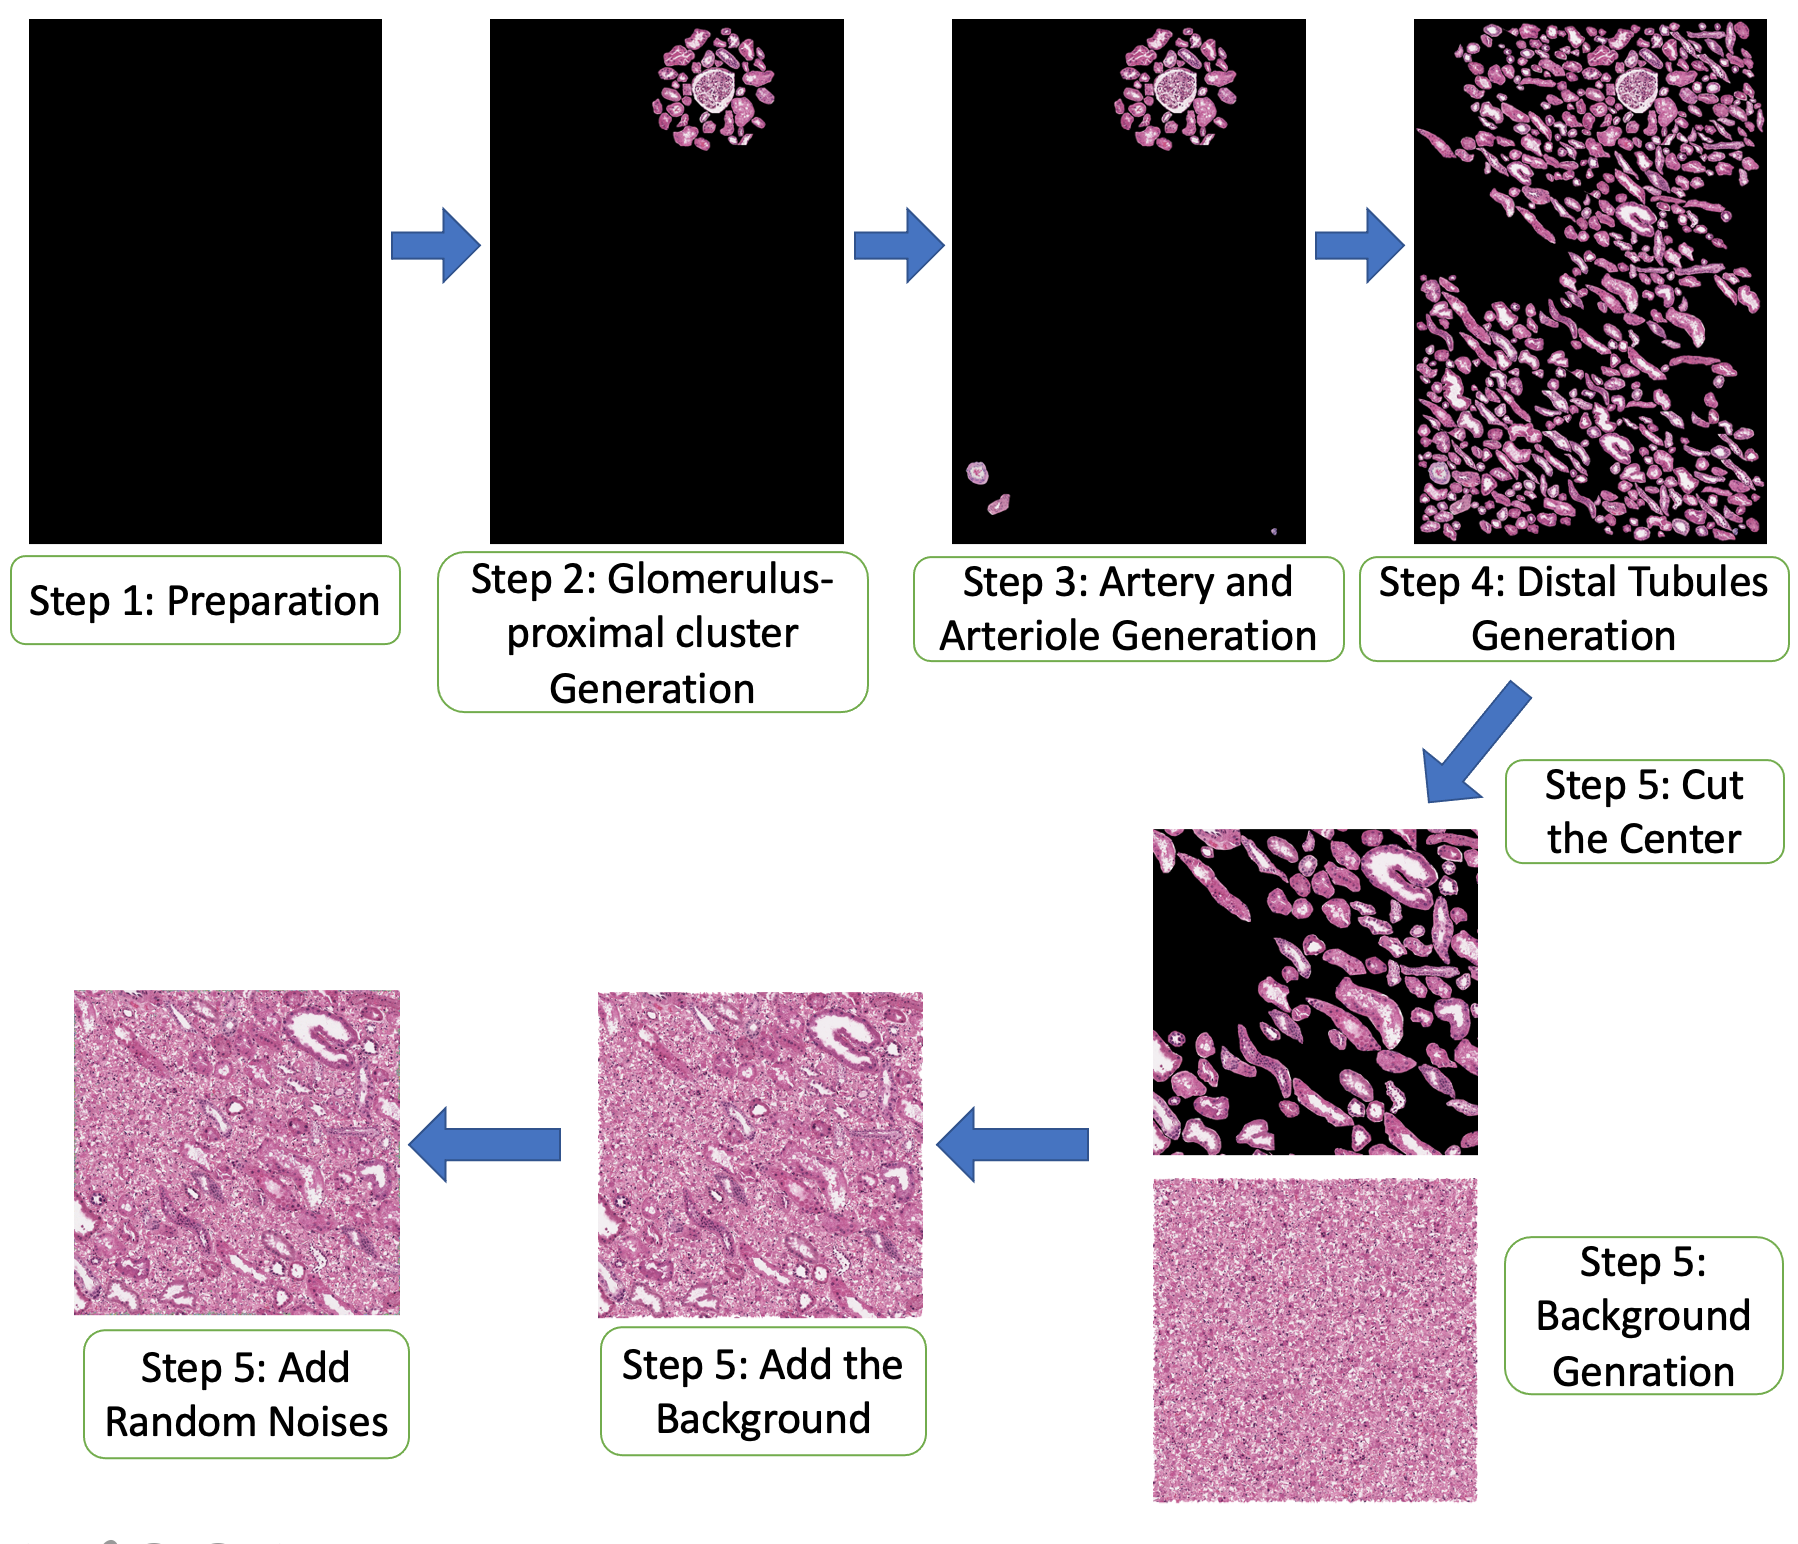 Step 1: Preparation
Step 2: Glomerulus-
proximal cluster
Generation
Step 3: Artery and
Arteriole Generation
Step 4: Distal Tubules
Generation
Step 5: Cut
the Center
Step 5:
Background
Genration
Step 5: Add the
Background
Step 5: Add
Random Noises